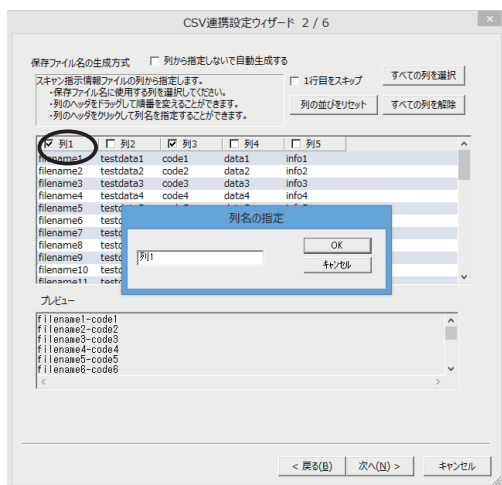 CSV連携設定ウィザード 2 / 6
×
保存ファイル名の生成方式
列から指定しないで自動生成する
スキャン指示情報ファイルの列から指定します。
・保存ファイル名に使用する列を選択してください。
・列のヘッダをドラッグして順番を変えることができます。
・列のヘッダをクリックして列名を指定することができます。
1行目をスキップ
すべての列を選択
列の並びをリセット
すべての列を解除
列1 列2 列3 列4 列5
filename1 testdata1 code1 data1 info1
filename2 testdata2 code2 data2 info2
filename3 testdata3 code3 data3 info3
filename4 testdata4 code4 data4 info4
filename5
filename6
filename7
filename8
filename9
filename10
filename11
列名の指定
列1
OK
キャンセル
プレビュー
filename1-code1
filename2-code2
filename3-code3
filename4-code4
filename5-code5
filename6-code6
< 戻る(B)
次へ(N) >
キャンセル